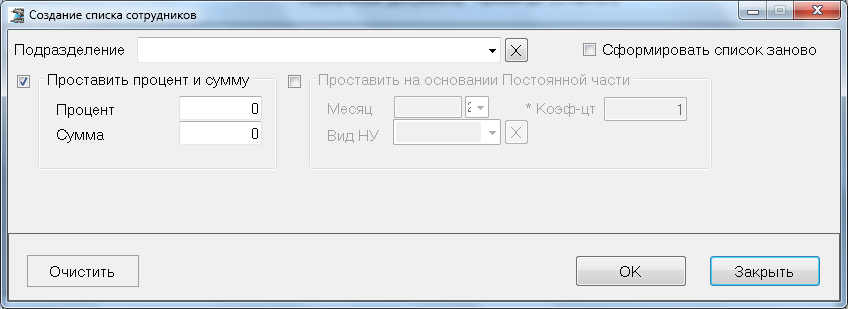 Создание списка сотрудников
Подразделение
Сформировать список заново
Проставить процент и сумму
Проставить на основании Постоянной части
Процент 0
Месяц
* Коэф-цт 1
Сумма 0
Вид НУ
Очистить
OK
Закрыть